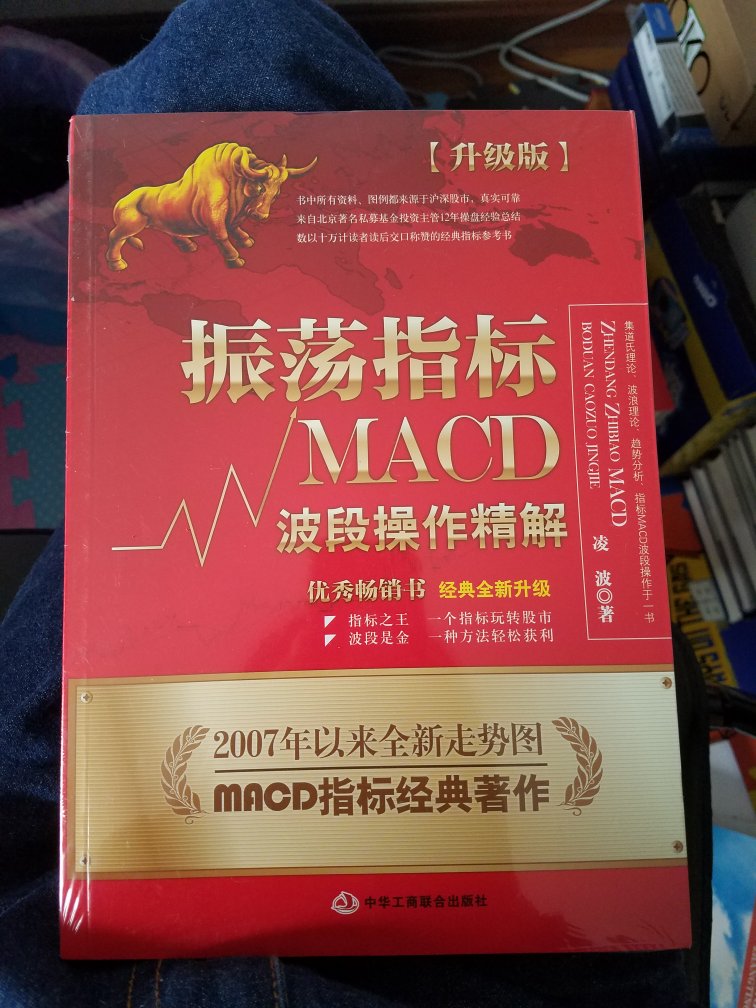 【升级版】
书中所有资料、图例都来源于沪深股市，真实可靠
来自北京著名私募基金投资主管12年操盘经验总结
数以十万计读者读后交口称赞的经典指标参考书
振荡指标
MACD
波段操作精解
集道氏理论、波浪理论、趋势分析、指标MACD波段操作于一书
ZHENDANG ZHIBIAO MACD
BODUAN CAOZUO JINGJIE
凌 波◎著
优秀畅销书 经典全新升级
指标之王 一个指标玩转股市
波段是金 一种方法轻松获利
2007年以来全新走势图
MACD指标经典著作
中华工商联合出版社